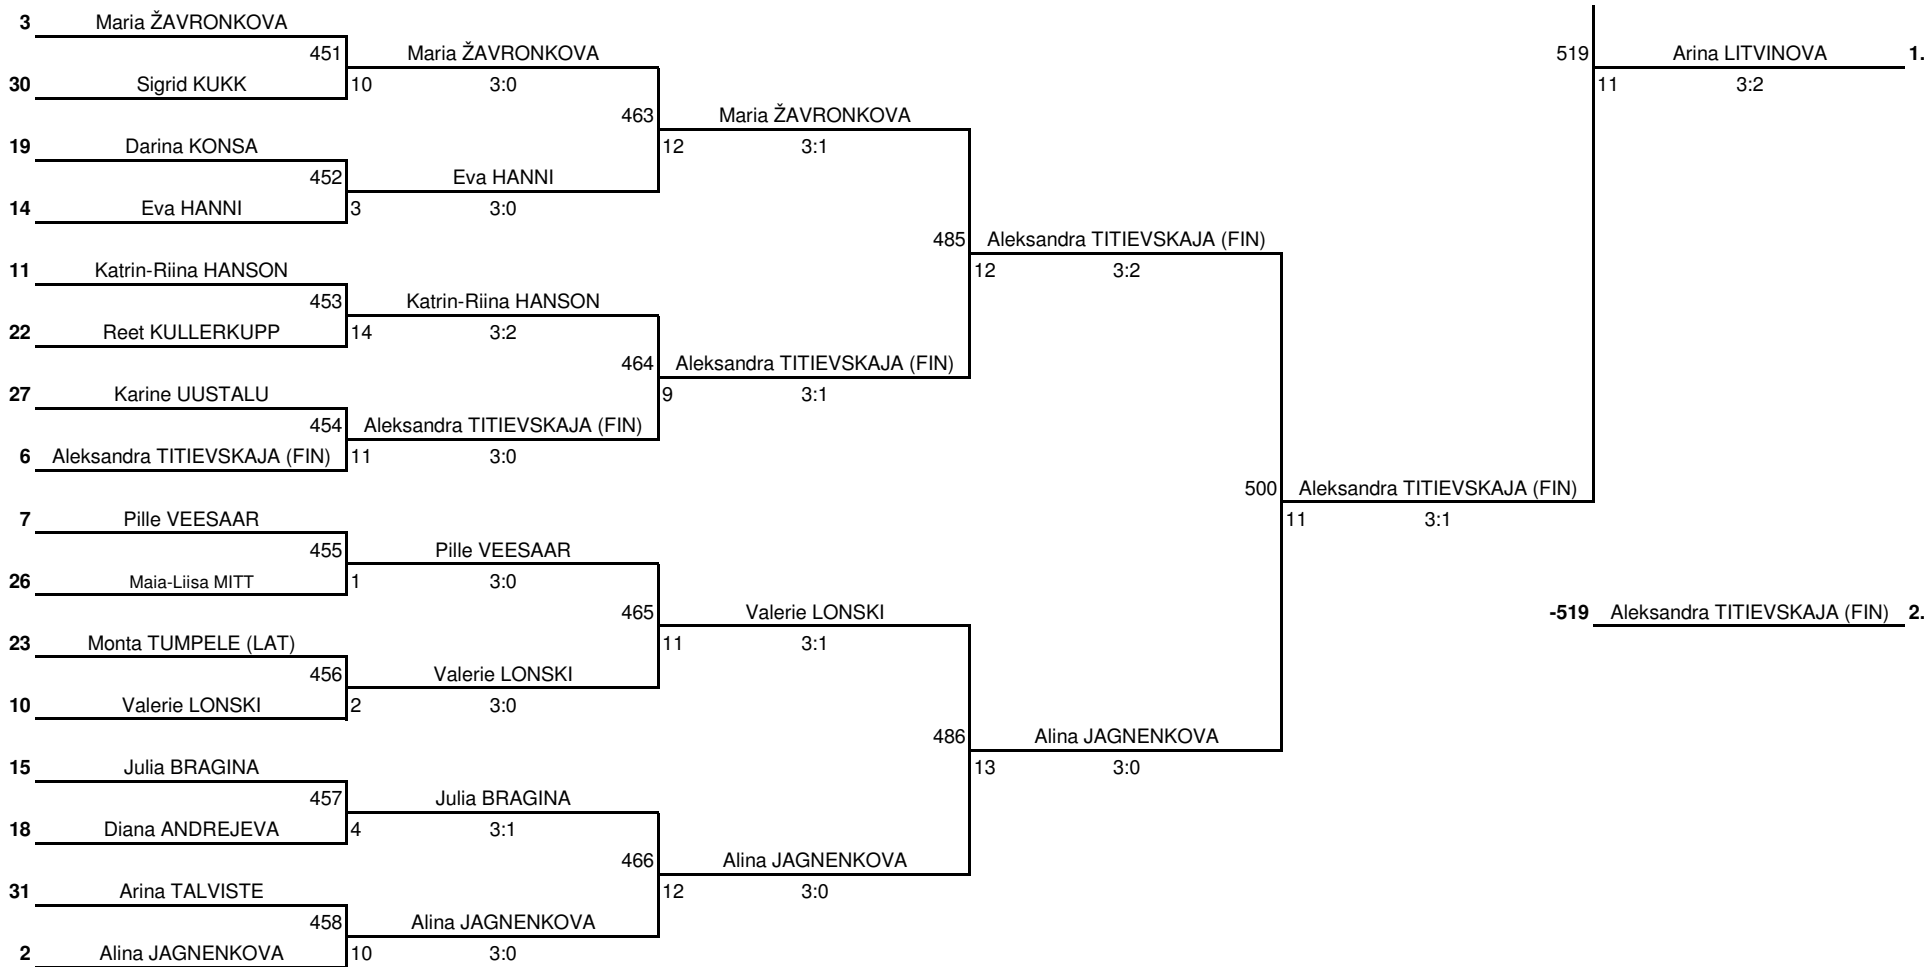 3 Maria ŽAVRONKOVA
451 Maria ŽAVRONKOVA 519 Arina LITVINOVA 1.
30 Sigrid KUKK 10 3:0 11 3:2
463 Maria ŽAVRONKOVA
19 Darina KONSA 12 3:1
452 Eva HANNI
14 Eva HANNI 3 3:0
485 Aleksandra TITIEVSKAJA (FIN)
11 Katrin-Riina HANSON 12 3:2
453 Katrin-Riina HANSON
22 Reet KULLERKUPP 14 3:2
464 Aleksandra TITIEVSKAJA (FIN)
27 Karine UUSTALU 9 3:1
454 Aleksandra TITIEVSKAJA (FIN)
6 Aleksandra TITIEVSKAJA (FIN) 11 3:0
500 Aleksandra TITIEVSKAJA (FIN)
7 Pille VEESAAR 11 3:1
455 Pille VEESAAR
26 Maia-Liisa MITT 1 3:0
465 Valerie LONSKI -519 Aleksandra TITIEVSKAJA (FIN) 2.
23 Monta TUMPELE (LAT) 11 3:1
456 Valerie LONSKI
10 Valerie LONSKI 2 3:0
486 Alina JAGNENKOVA
15 Julia BRAGINA 13 3:0
457 Julia BRAGINA
18 Diana ANDREJEVA 4 3:1
466 Alina JAGNENKOVA
31 Arina TALVISTE 12 3:0
458 Alina JAGNENKOVA
2 Alina JAGNENKOVA 10 3:0